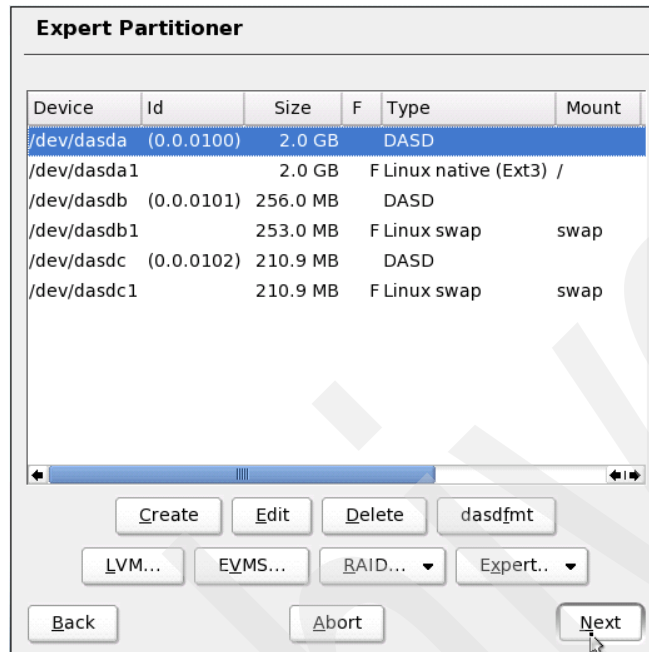 Expert Partitioner
Device Id Size F Type Mount
/dev/dasda (0.0.0100) 2.0 GB DASD
/dev/dasda1 2.0 GB F Linux native (Ext3) /
/dev/dasdb (0.0.0101) 256.0 MB DASD
/dev/dasdb1 253.0 MB F Linux swap swap
/dev/dasdc (0.0.0102) 210.9 MB DASD
/dev/dasdc1 210.9 MB F Linux swap swap
Create Edit Delete dasdfmt
LVM... EVMS... RAID... Expert..
Back Abort Next